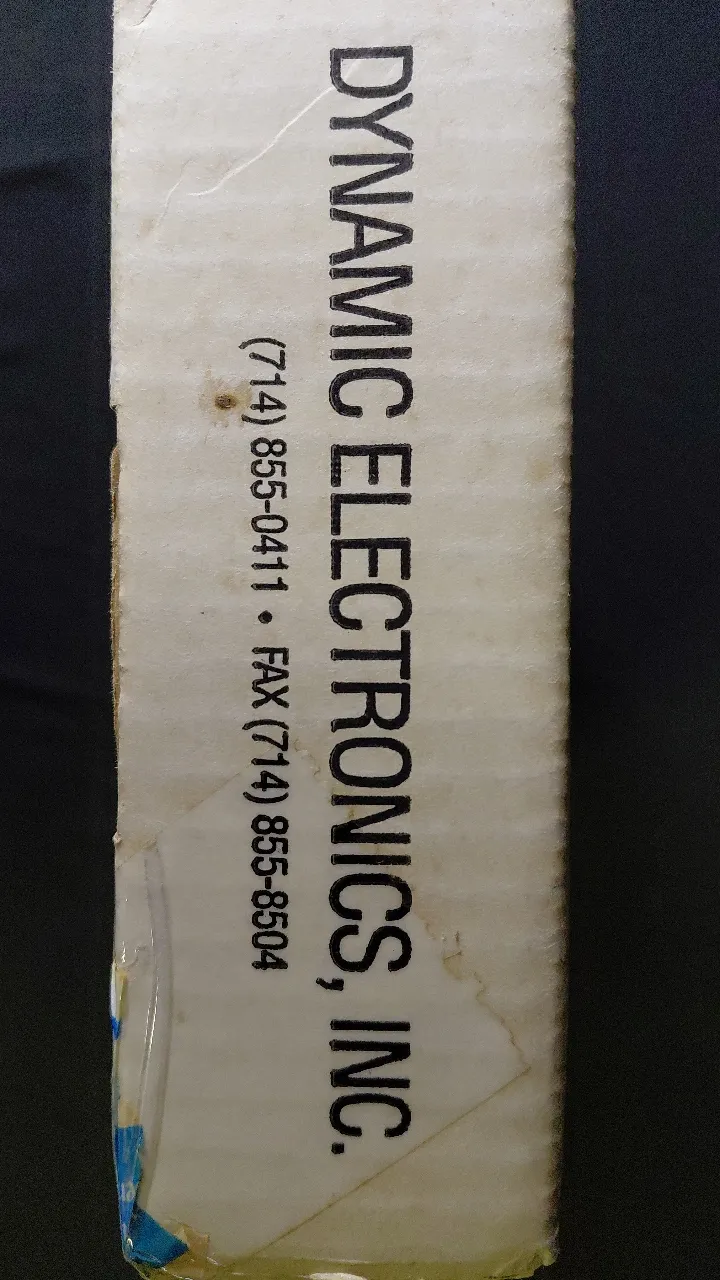 DYNAMIC ELECTRONICS, INC.
(714) 855-0411 • FAX (714) 855-8504